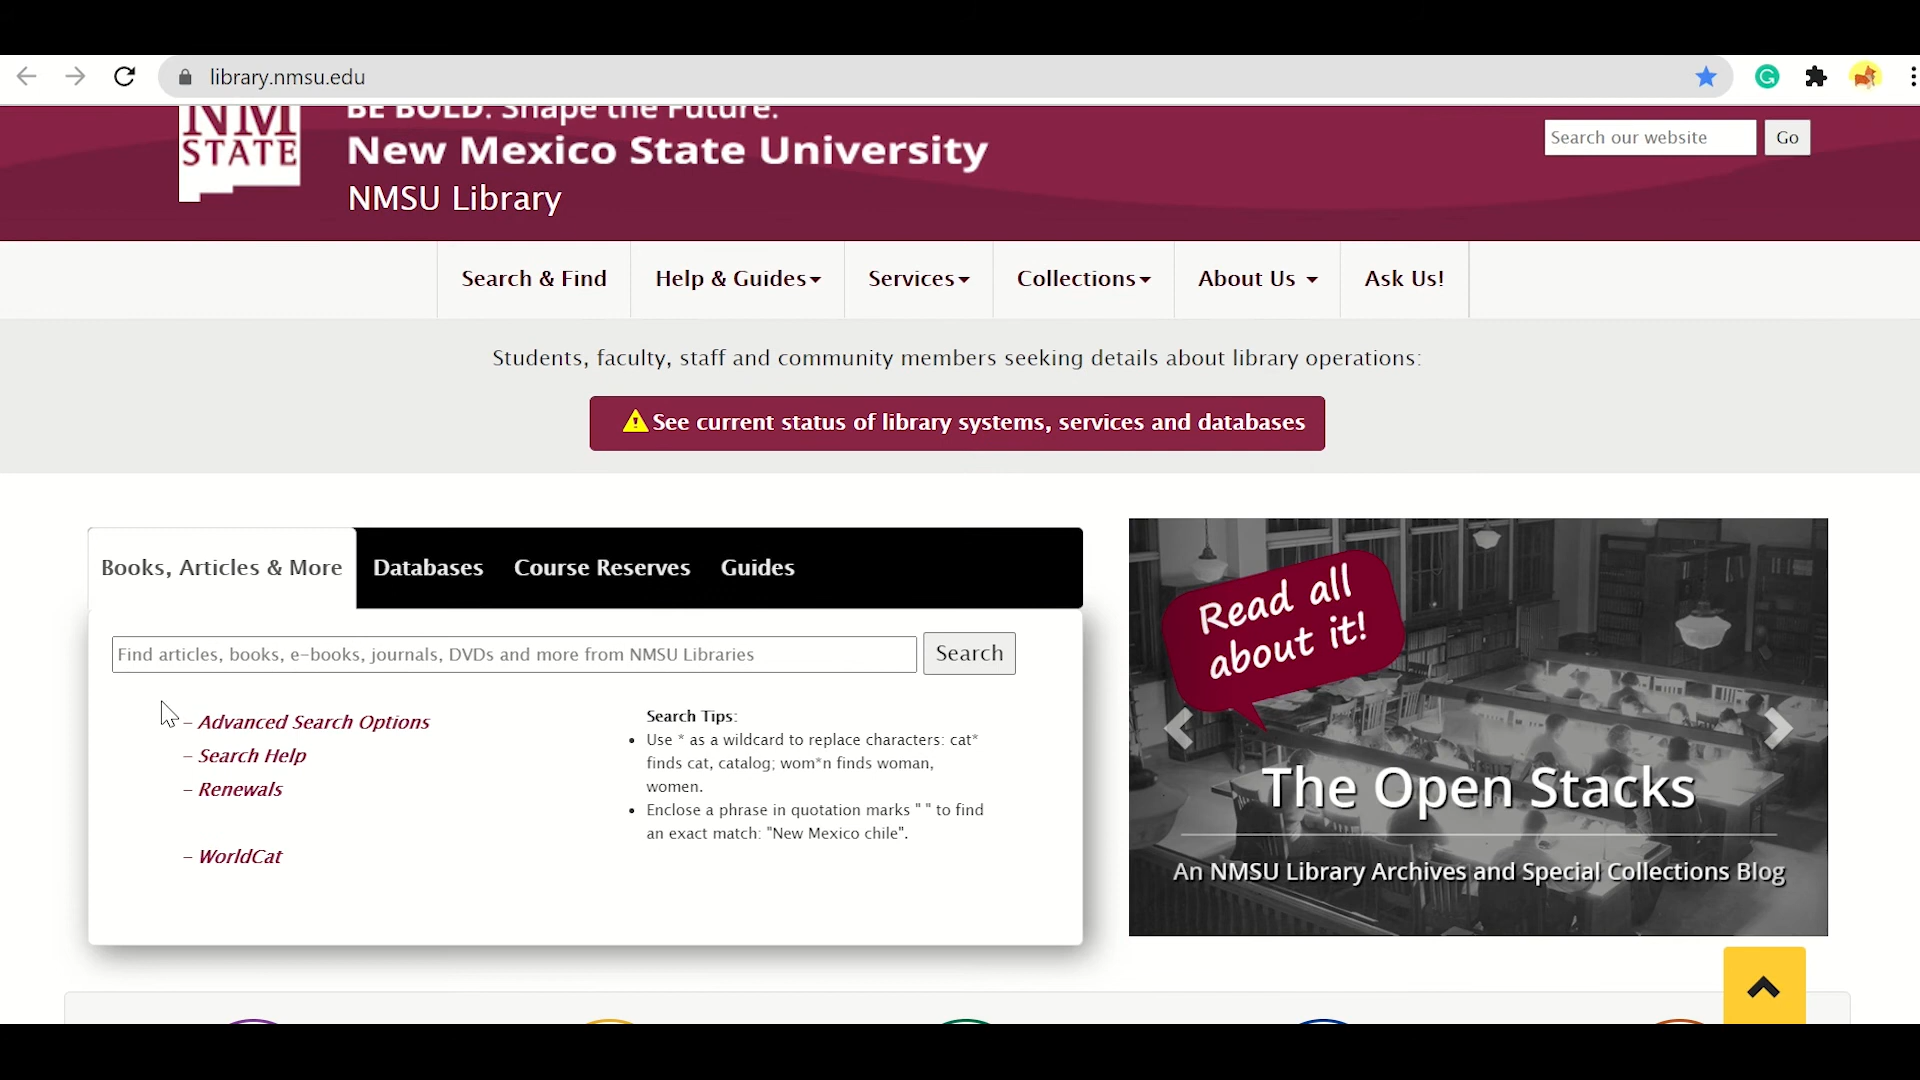 library.nmsu.edu
NM
STATE
BE BOLD. Shape the Future.
New Mexico State University
NMSU Library
Search our website
Go
Search & Find
Help & Guides
Services
Collections
About Us
Ask Us!
Students, faculty, staff and community members seeking details about library operations:
See current status of library systems, services and databases
Books, Articles & More
Databases
Course Reserves
Guides
Find articles, books, e-books, journals, DVDs and more from NMSU Libraries
Search
– Advanced Search Options
– Search Help
– Renewals
– WorldCat
Search Tips:
• Use * as a wildcard to replace characters: cat*
finds cat, catalog; wom*n finds woman,
women.
• Enclose a phrase in quotation marks " " to find
an exact match: "New Mexico chile".
Read all
about it!
The Open Stacks
An NMSU Library Archives and Special Collections Blog